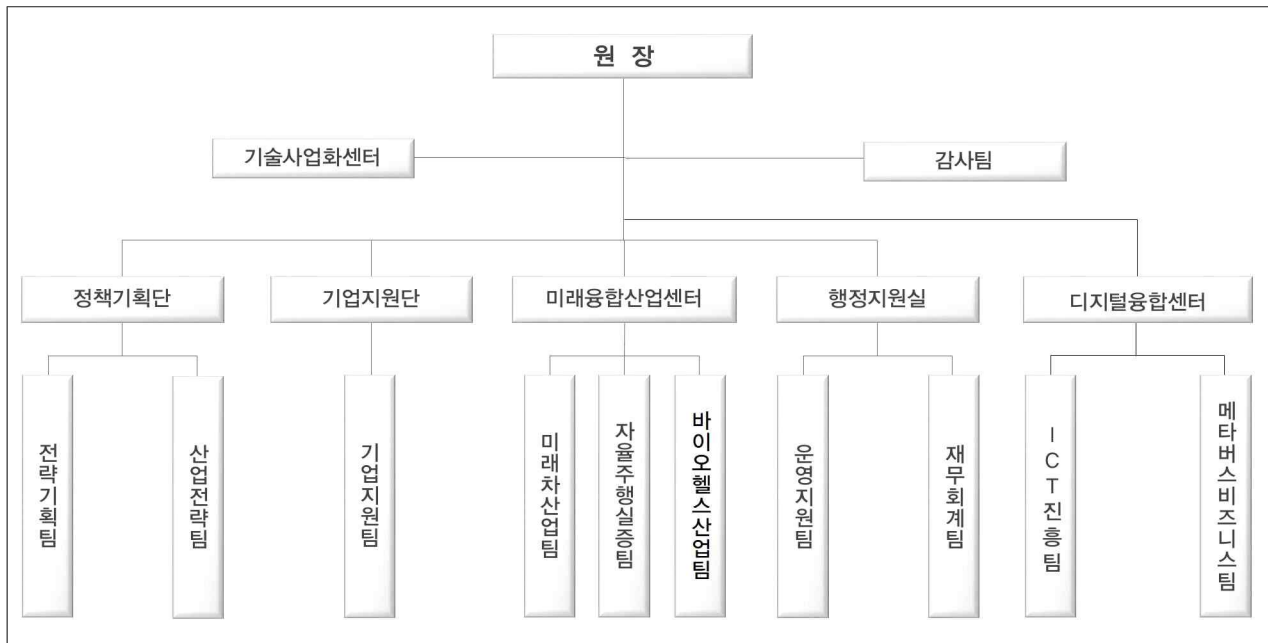 원 장
기술사업화센터
감사팀
정책기획단
기업지원단
미래융합산업센터
행정지원실
디지털융합센터
전략기획팀
산업전략팀
기업지원팀
미래차산업팀
자율주행실증팀
바이오헬스산업팀
운영지원팀
재무회계팀
ICT진흥팀
메타버스비즈니스팀